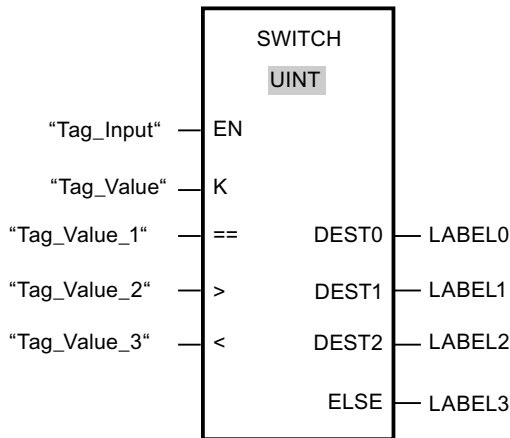 SWITCH
UINT
"Tag_Input“ EN
“Tag_Value“ K
“Tag_Value_1“ == DEST0 LABEL0
“Tag_Value_2“ > DEST1 LABEL1
“Tag_Value_3“ < DEST2 LABEL2
ELSE LABEL3